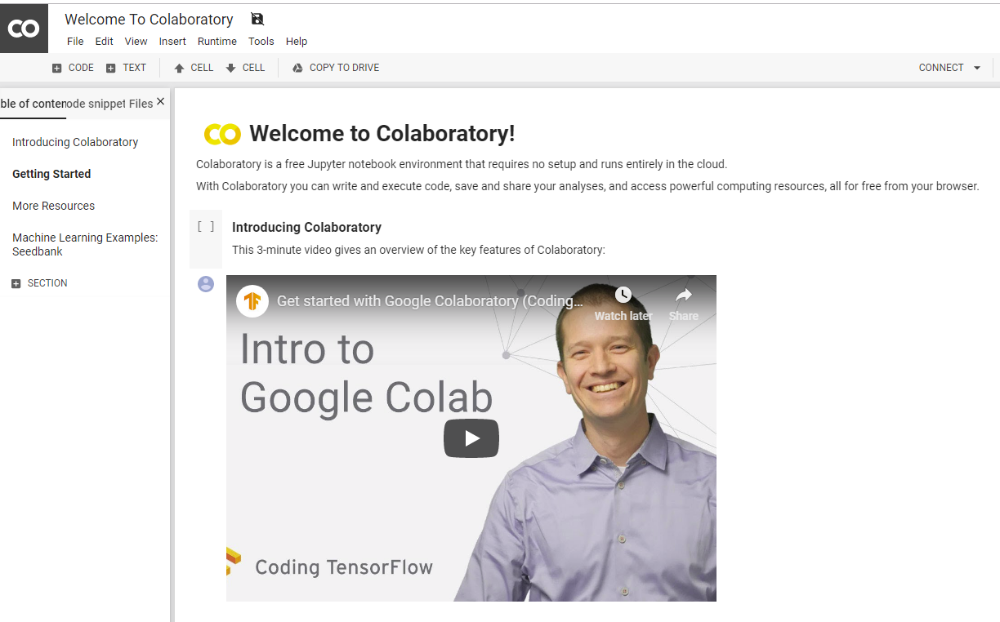 CO
Welcome To Colaboratory
File Edit View Insert Runtime Tools Help
CODE TEXT CELL CELL COPY TO DRIVE CONNECT
ble of conten ode snippet Files
Introducing Colaboratory
Getting Started
More Resources
Machine Learning Examples:
Seedbank
SECTION
CO Welcome to Colaboratory!
Colaboratory is a free Jupyter notebook environment that requires no setup and runs entirely in the cloud.
With Colaboratory you can write and execute code, save and share your analyses, and access powerful computing resources, all for free from your browser.
[ ] Introducing Colaboratory
This 3-minute video gives an overview of the key features of Colaboratory:
Get started with Google Colaboratory (Coding...
Watch later Share
Intro to
Google Colab
Coding TensorFlow